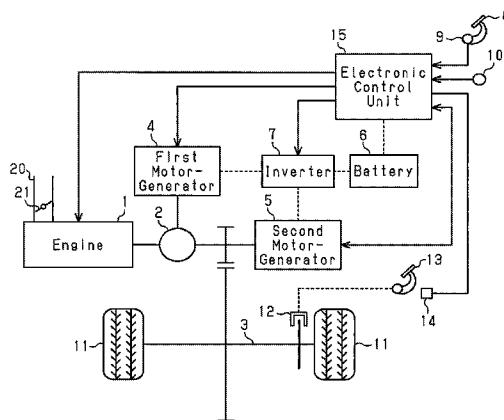 15
9
10
Electronic
Control
Unit
4
7
6
First
Motor-
Generator
Inverter
Battery
20
21
1
2
5
Engine
Second
Motor-
Generator
13
12
14
11
3
11